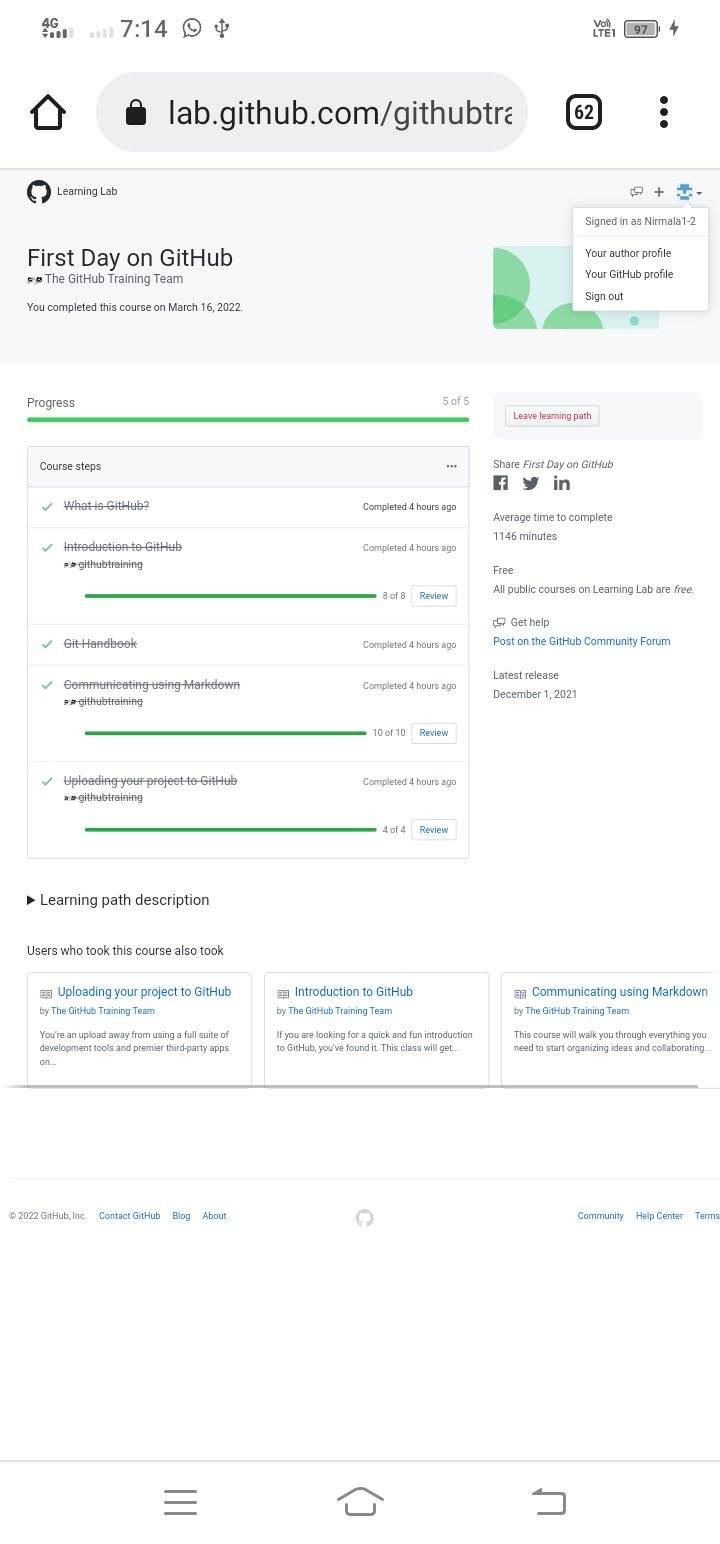 4G 7:14 Vo)) LTE1 97
lab.github.com/githubtra 62
Learning Lab
Signed in as Nirmala1-2
Your author profile
Your GitHub profile
Sign out
First Day on GitHub
The GitHub Training Team
You completed this course on March 16, 2022.
Progress 5 of 5
Course steps
What is GitHub? Completed 4 hours ago
Introduction to GitHub Completed 4 hours ago
githubtraining
8 of 8 Review
Git Handbook Completed 4 hours ago
Communicating using Markdown Completed 4 hours ago
githubtraining
10 of 10 Review
Uploading your project to GitHub Completed 4 hours ago
githubtraining
4 of 4 Review
Leave learning path
Share First Day on GitHub
Average time to complete
1146 minutes
Free
All public courses on Learning Lab are free.
Get help
Post on the GitHub Community Forum
Latest release
December 1, 2021
Learning path description
Users who took this course also took
Uploading your project to GitHub
by The GitHub Training Team
You're an upload away from using a full suite of
development tools and premier third-party apps
on...
Introduction to GitHub
by The GitHub Training Team
If you are looking for a quick and fun introduction
to GitHub, you've found it. This class will get...
Communicating using Markdown
by The GitHub Training Team
This course will walk you through everything you
need to start organizing ideas and collaborating...
© 2022 GitHub, Inc. Contact GitHub Blog About Community Help Center Terms